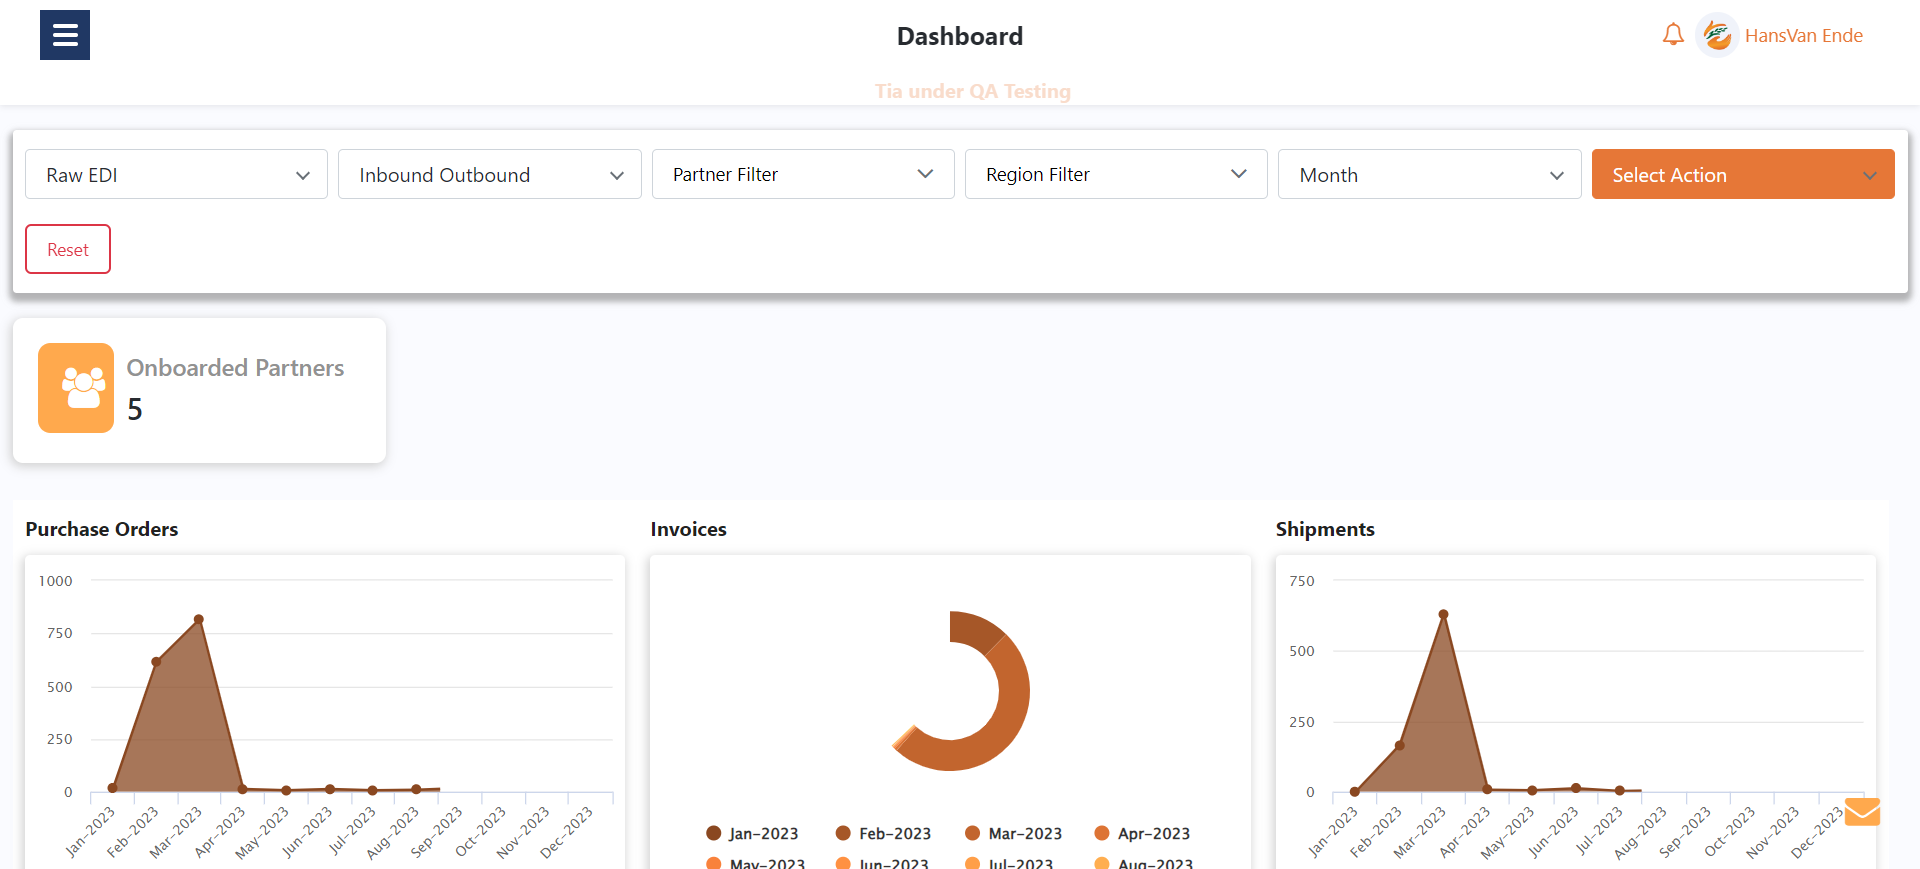 Dashboard
HansVan Ende
Tia under QA Testing
Raw EDI
Inbound Outbound
Partner Filter
Region Filter
Month
Select Action
Reset
Onboarded Partners
5
Purchase Orders
1000
750
500
250
0
Jan-2023
Feb-2023
Mar-2023
Apr-2023
May-2023
Jun-2023
Jul-2023
Aug-2023
Sep-2023
Oct-2023
Nov-2023
Dec-2023
Invoices
Jan-2023
Feb-2023
Mar-2023
Apr-2023
May-2023
Jun-2023
Jul-2023
Aug-2023
Shipments
750
500
250
0
Jan-2023
Feb-2023
Mar-2023
Apr-2023
May-2023
Jun-2023
Jul-2023
Aug-2023
Sep-2023
Oct-2023
Nov-2023
Dec-2023